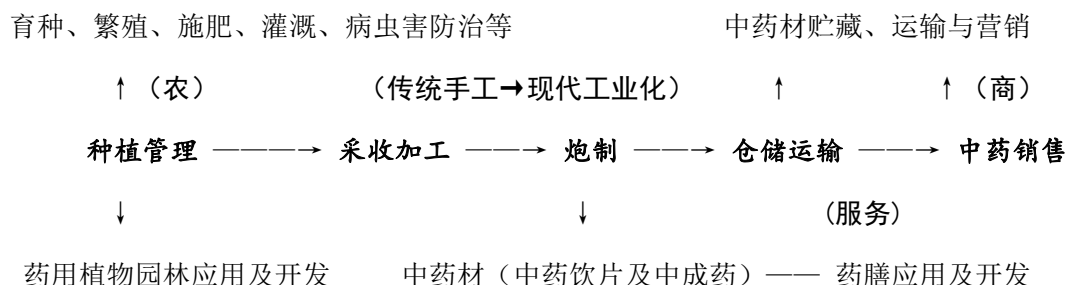 育种、繁殖、施肥、灌溉、病虫害防治等 中药材贮藏、运输与营销
↑（农） （传统手工→现代工业化） ↑ ↑（商）
种植管理 ———→ 采收加工 ——→ 炮制 ——→ 仓储运输 ——→ 中药销售
↓ ↓ (服务)
药用植物园林应用及开发 中药材（中药饮片及中成药）—— 药膳应用及开发